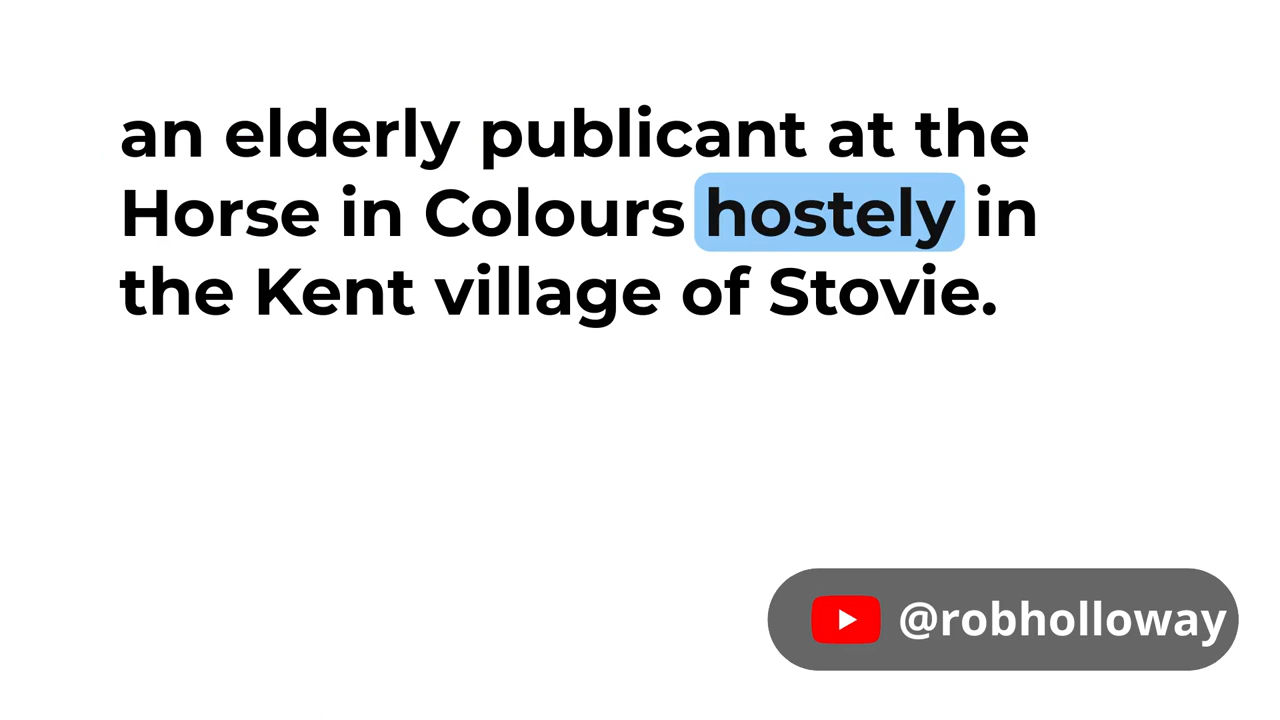 an elderly publicant at the
Horse in Colours hostely in
the Kent village of Stovie.
@robholloway